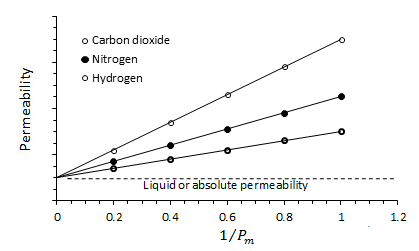 Carbon dioxide
Nitrogen
Hydrogen
Permeability
Liquid or absolute permeability
0 0.2 0.4 0.6 0.8 1 1.2
1/Pm